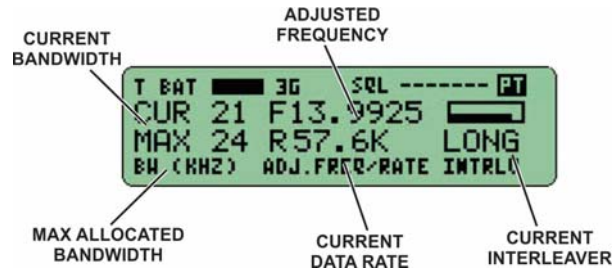 ADJUSTED
FREQUENCY
CURRENT
BANDWIDTH
T BAT 3G SQL ------- PT
CUR 21 F13.9925
MAX 24 R57.6K LONG
BW (KHZ) ADJ.FREQ/RATE INTRLV
MAX ALLOCATED
BANDWIDTH
CURRENT
DATA RATE
CURRENT
INTERLEAVER